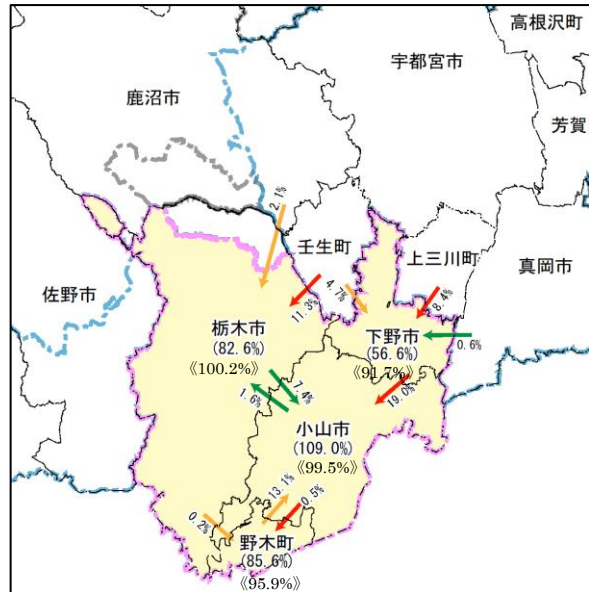 高根沢町
宇都宮市
鹿沼市
芳賀
2.1%
壬生町
上三川町
真岡市
佐野市
4.7%
8.4%
11.3%
栃木市
(82.6%)
《100.2%》
下野市
(56.6%)
《91.7%》
0.6%
7.4%
1.6%
19.0%
小山市
(109.0%)
《99.5%》
13.1%
0.5%
0.2%
野木町
(85.6%)
《95.9%》